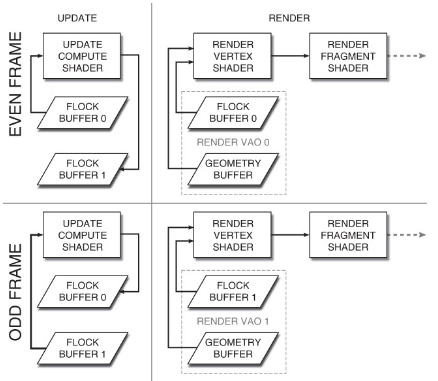 UPDATE
RENDER
EVEN FRAME
UPDATE
COMPUTE
SHADER
FLOCK
BUFFER 0
FLOCK
BUFFER 1
RENDER
VERTEX
SHADER
RENDER
FRAGMENT
SHADER
FLOCK
BUFFER 0
RENDER VAO 0
GEOMETRY
BUFFER
ODD FRAME
UPDATE
COMPUTE
SHADER
FLOCK
BUFFER 0
FLOCK
BUFFER 1
RENDER
VERTEX
SHADER
RENDER
FRAGMENT
SHADER
FLOCK
BUFFER 1
RENDER VAO 1
GEOMETRY
BUFFER